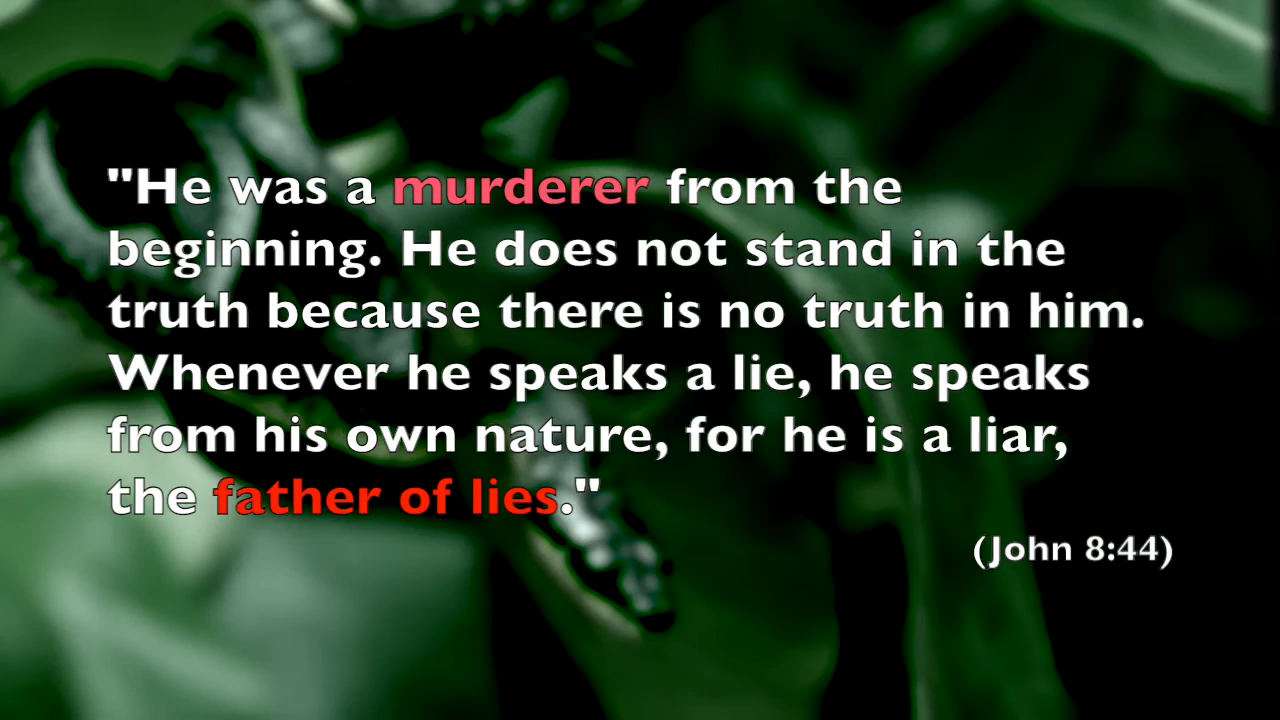 "He was a murderer from the
beginning. He does not stand in the
truth because there is no truth in him.
Whenever he speaks a lie, he speaks
from his own nature, for he is a liar,
the father of lies."
(John 8:44)